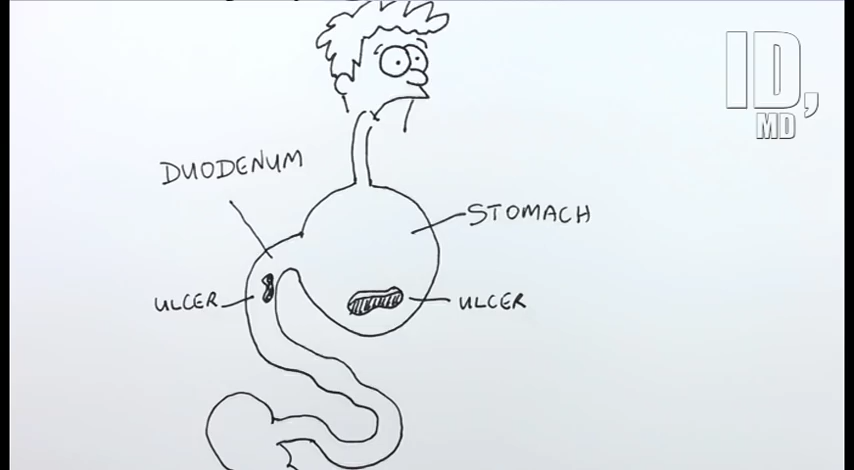 ID,
MD
DUODENUM
STOMACH
ULCER
ULCER